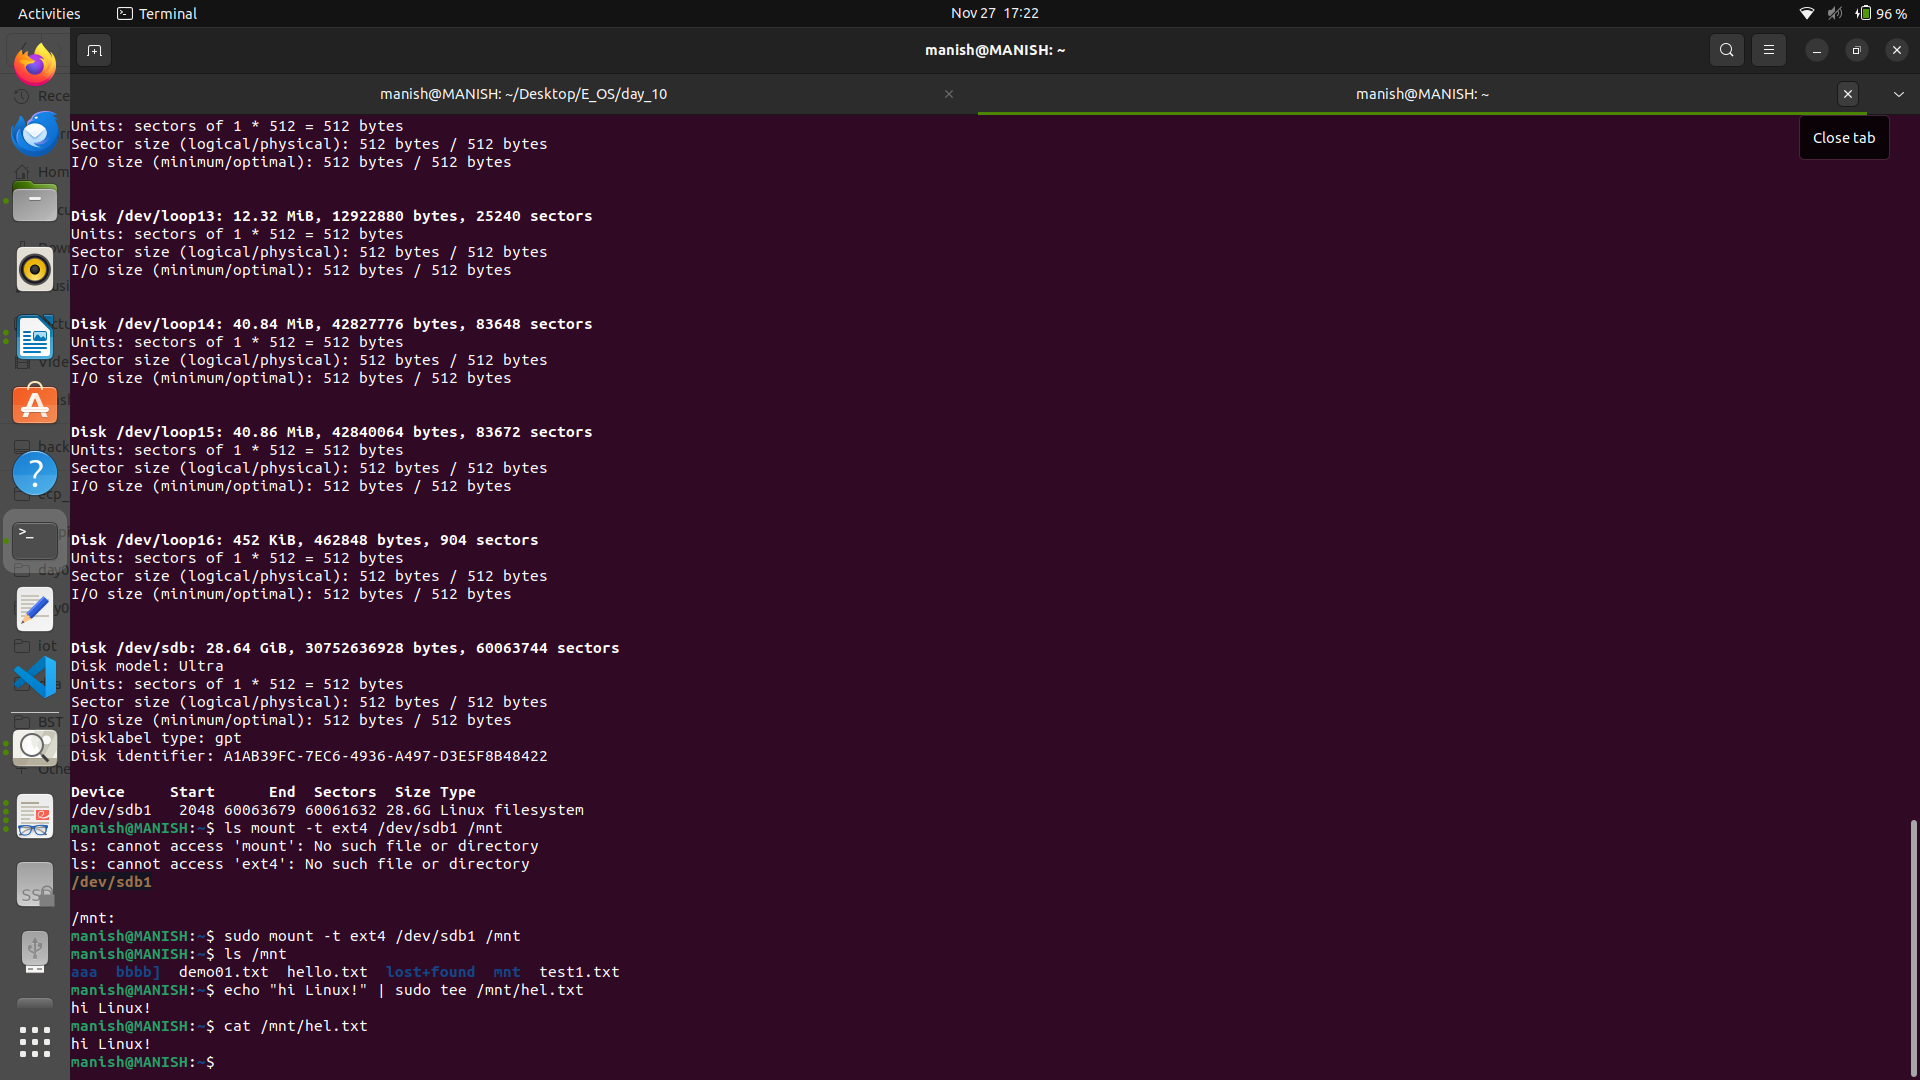 Activities
Terminal
Nov 27 17:22
96 %
manish@MANISH: ~
manish@MANISH: ~/Desktop/E_OS/day_10
manish@MANISH: ~
Close tab
Units: sectors of 1 * 512 = 512 bytes
Sector size (logical/physical): 512 bytes / 512 bytes
I/O size (minimum/optimal): 512 bytes / 512 bytes
Disk /dev/loop13: 12.32 MiB, 12922880 bytes, 25240 sectors
Units: sectors of 1 * 512 = 512 bytes
Sector size (logical/physical): 512 bytes / 512 bytes
I/O size (minimum/optimal): 512 bytes / 512 bytes
Disk /dev/loop14: 40.84 MiB, 42827776 bytes, 83648 sectors
Units: sectors of 1 * 512 = 512 bytes
Sector size (logical/physical): 512 bytes / 512 bytes
I/O size (minimum/optimal): 512 bytes / 512 bytes
Disk /dev/loop15: 40.86 MiB, 42840064 bytes, 83672 sectors
Units: sectors of 1 * 512 = 512 bytes
Sector size (logical/physical): 512 bytes / 512 bytes
I/O size (minimum/optimal): 512 bytes / 512 bytes
Disk /dev/loop16: 452 KiB, 462848 bytes, 904 sectors
Units: sectors of 1 * 512 = 512 bytes
Sector size (logical/physical): 512 bytes / 512 bytes
I/O size (minimum/optimal): 512 bytes / 512 bytes
Disk /dev/sdb: 28.64 GiB, 30752636928 bytes, 60063744 sectors
Disk model: Ultra
Units: sectors of 1 * 512 = 512 bytes
Sector size (logical/physical): 512 bytes / 512 bytes
I/O size (minimum/optimal): 512 bytes / 512 bytes
Disklabel type: gpt
Disk identifier: A1AB39FC-7EC6-4936-A497-D3E5F8B48422
Device     Start      End  Sectors  Size Type
/dev/sdb1   2048 60063679 60061632 28.6G Linux filesystem
manish@MANISH:~$ ls mount -t ext4 /dev/sdb1 /mnt
ls: cannot access 'mount': No such file or directory
ls: cannot access 'ext4': No such file or directory
/dev/sdb1
/mnt:
manish@MANISH:~$ sudo mount -t ext4 /dev/sdb1 /mnt
manish@MANISH:~$ ls /mnt
aaa  bbbb]  demo01.txt  hello.txt  lost+found  mnt  test1.txt
manish@MANISH:~$ echo "hi Linux!" | sudo tee /mnt/hel.txt
hi Linux!
manish@MANISH:~$ cat /mnt/hel.txt
hi Linux!
manish@MANISH:~$